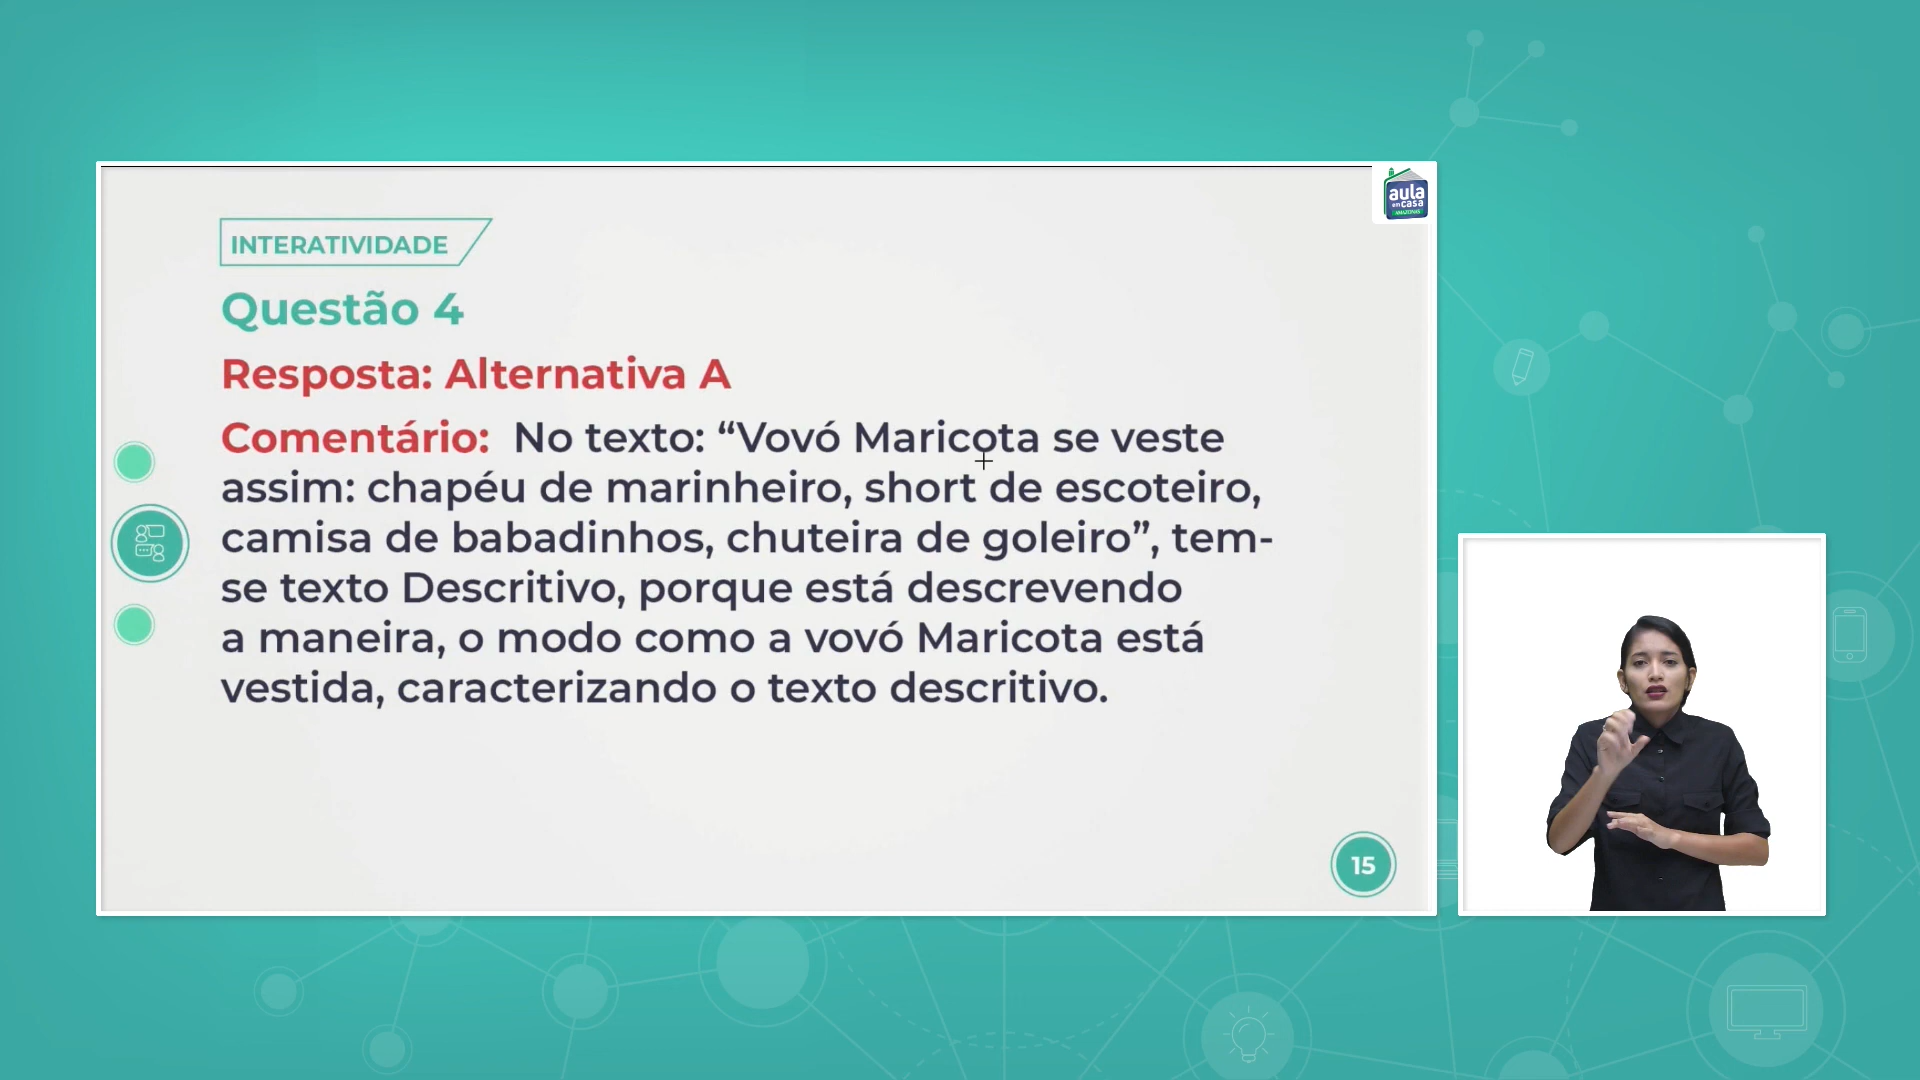 aula
em casa
AMAZONAS
INTERATIVIDADE
Questão 4
Resposta: Alternativa A
Comentário: No texto: “Vovó Maricota se veste
assim: chapéu de marinheiro, short de escoteiro,
camisa de babadinhos, chuteira de goleiro”, tem-
se texto Descritivo, porque está descrevendo
a maneira, o modo como a vovó Maricota está
vestida, caracterizando o texto descritivo.
15